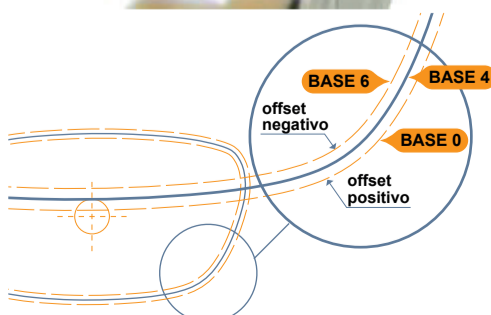 BASE 6
BASE 4
offset
negativo
BASE 0
offset
positivo